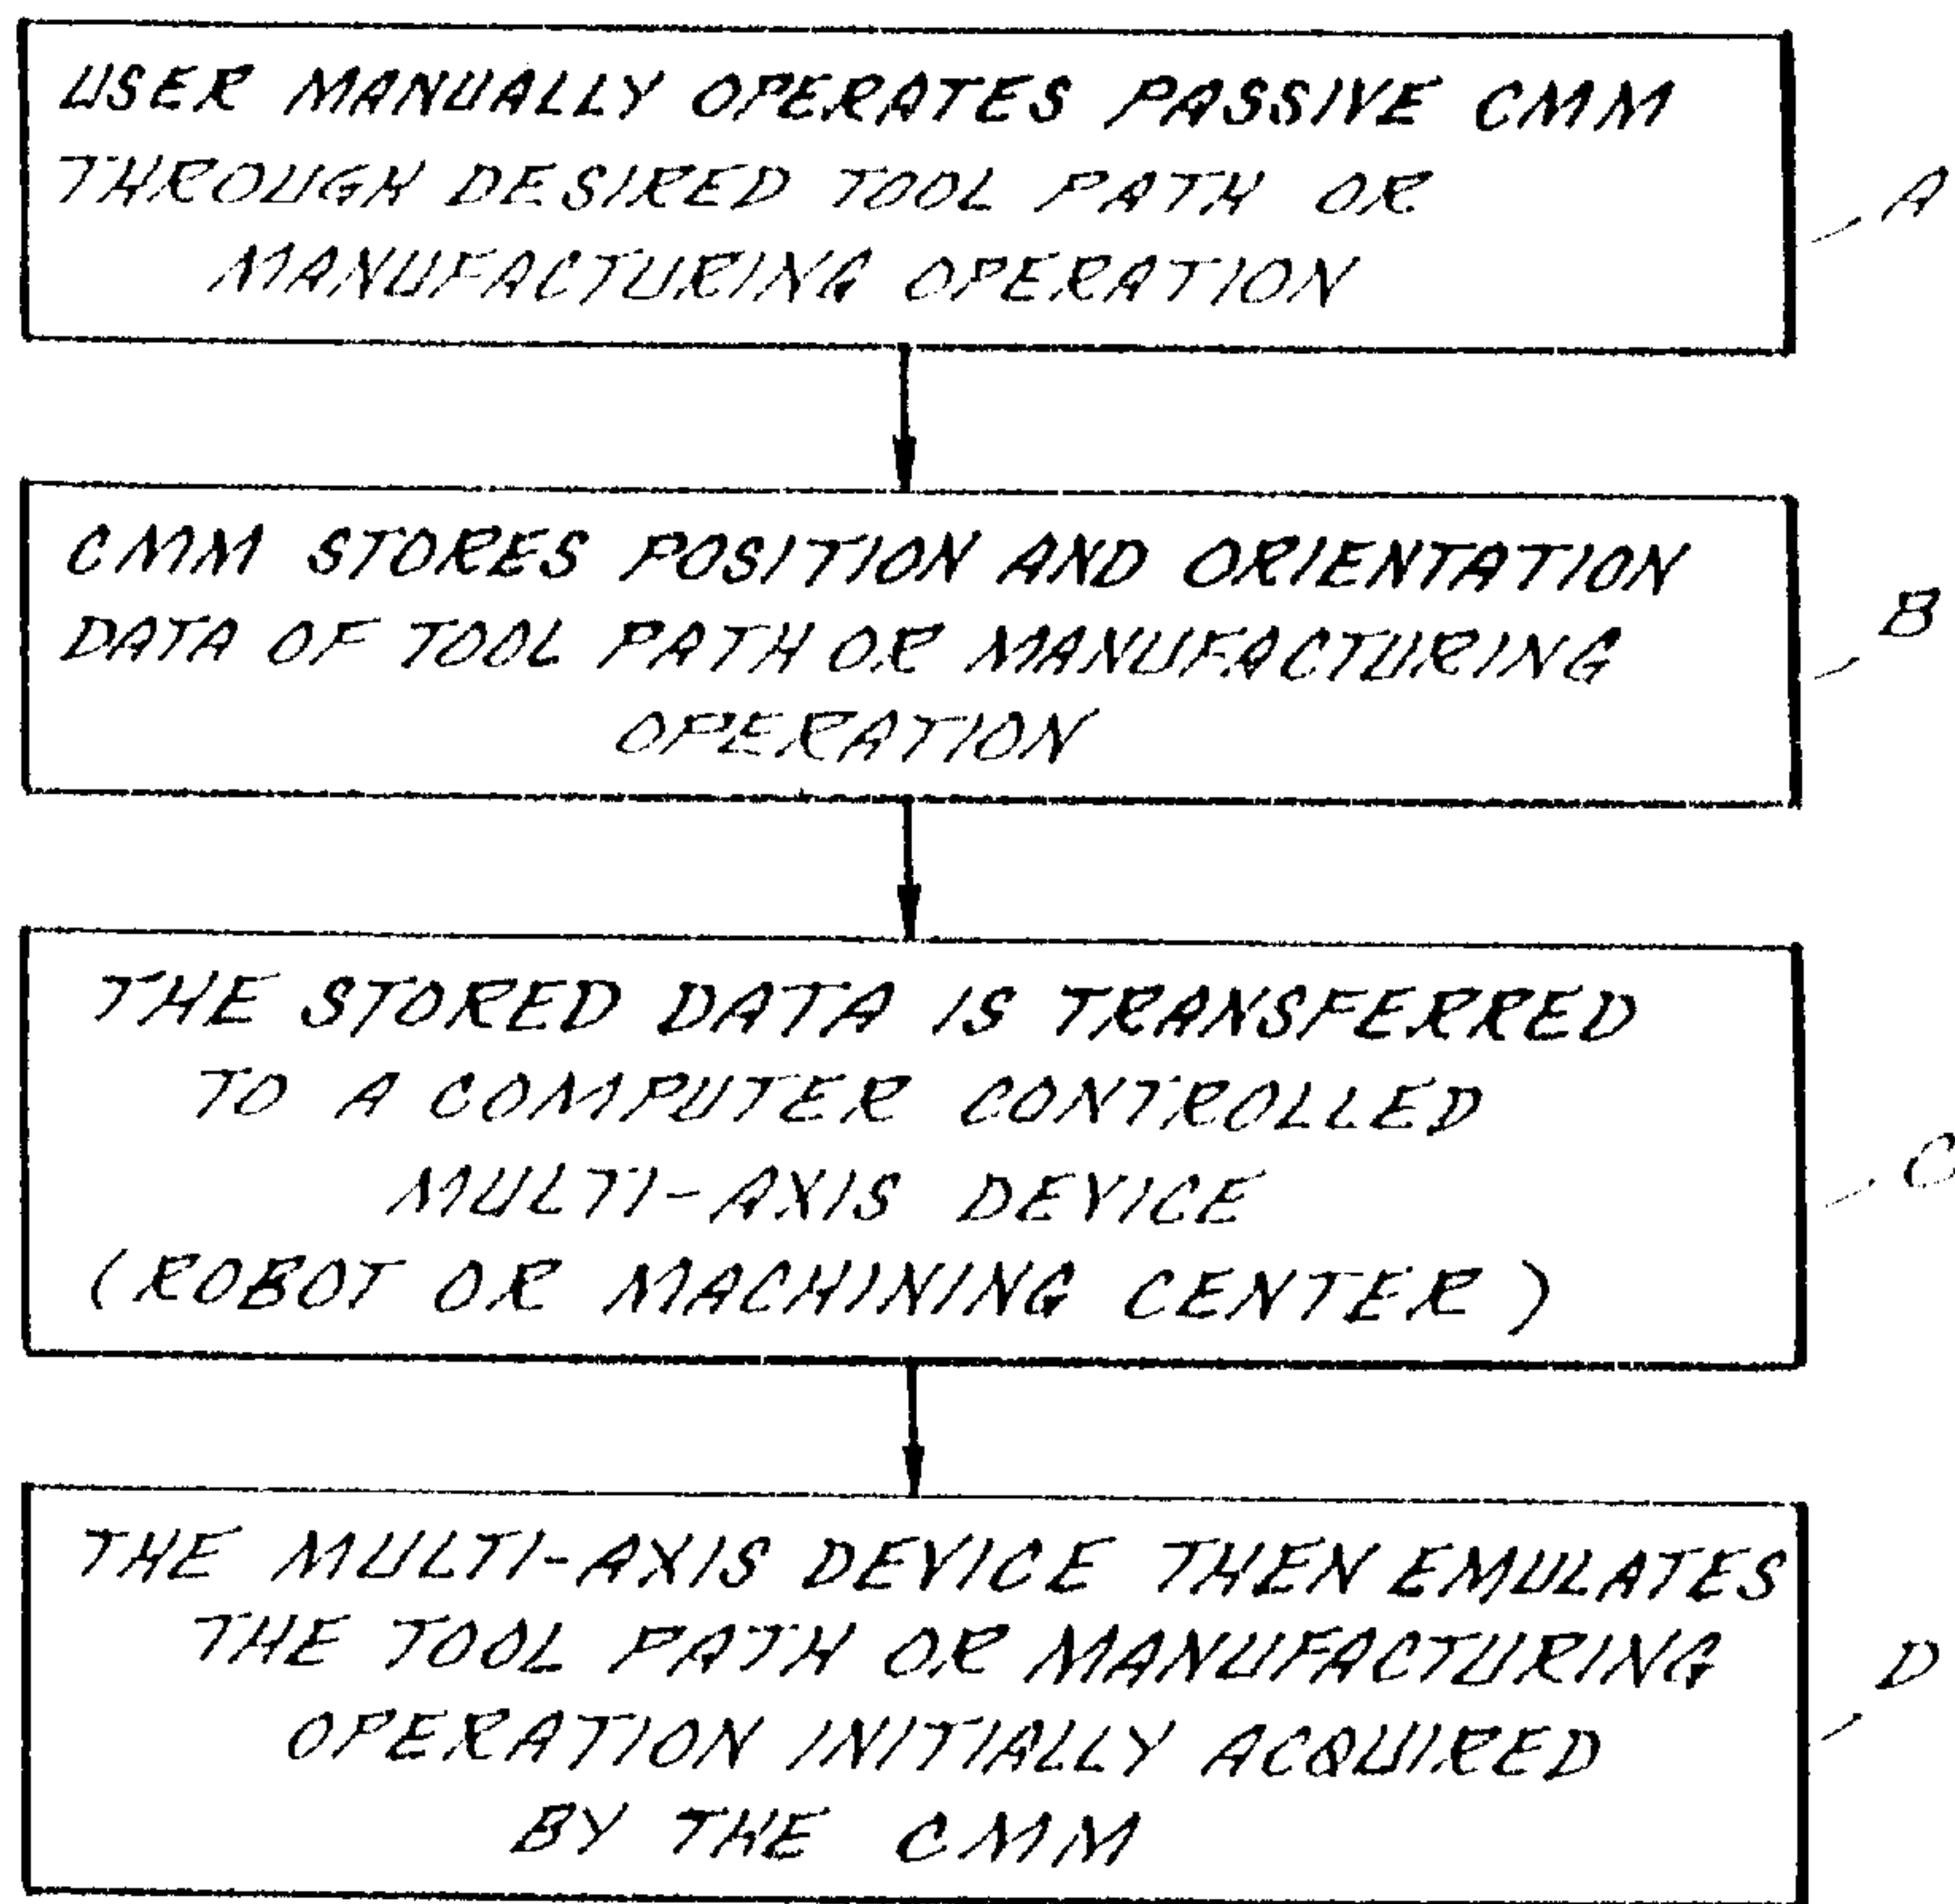 USER MANUALLY OPERATES PASSIVE CMM
THROUGH DESIRED TOOL PATH OR
MANUFACTURING OPERATION
A
CMM STORES POSITION AND ORIENTATION
DATA OF TOOL PATH OR MANUFACTURING
OPERATION
B
THE STORED DATA IS TRANSFERRED
TO A COMPUTER CONTROLLED
MULTI-AXIS DEVICE
(ROBOT OR MACHINING CENTER)
C
THE MULTI-AXIS DEVICE THEN EMULATES
THE TOOL PATH OR MANUFACTURING
OPERATION INITIALLY ACQUIRED
BY THE CMM
D